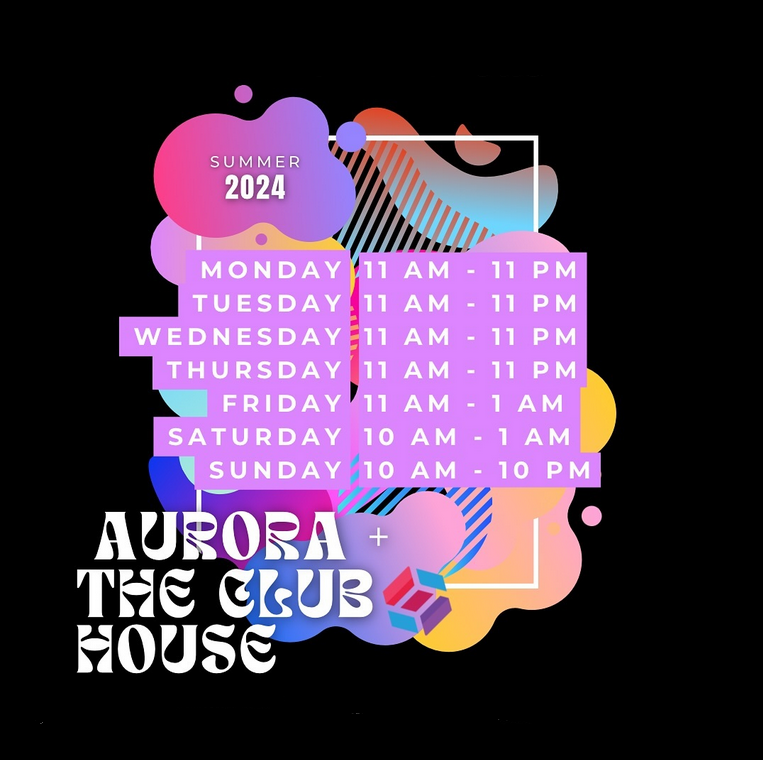 SUMMER
2024
MONDAY 11 AM - 11 PM
TUESDAY 11 AM - 11 PM
WEDNESDAY 11 AM - 11 PM
THURSDAY 11 AM - 11 PM
FRIDAY 11 AM - 1 AM
SATURDAY 10 AM - 1 AM
SUNDAY 10 AM - 10 PM
AURORA +
THE CLUB
HOUSE